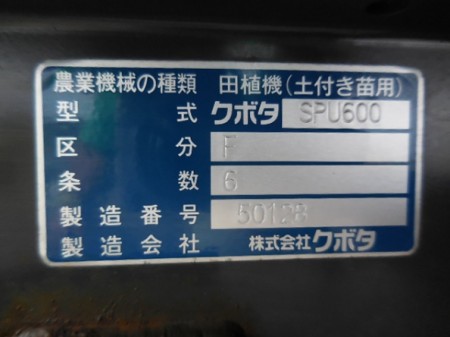 農業機械の種類 田植機(土付き苗用)
型式 クボタ SPU600
区分 F
条数 6
製造番号 50128
製造会社 株式会社クボタ